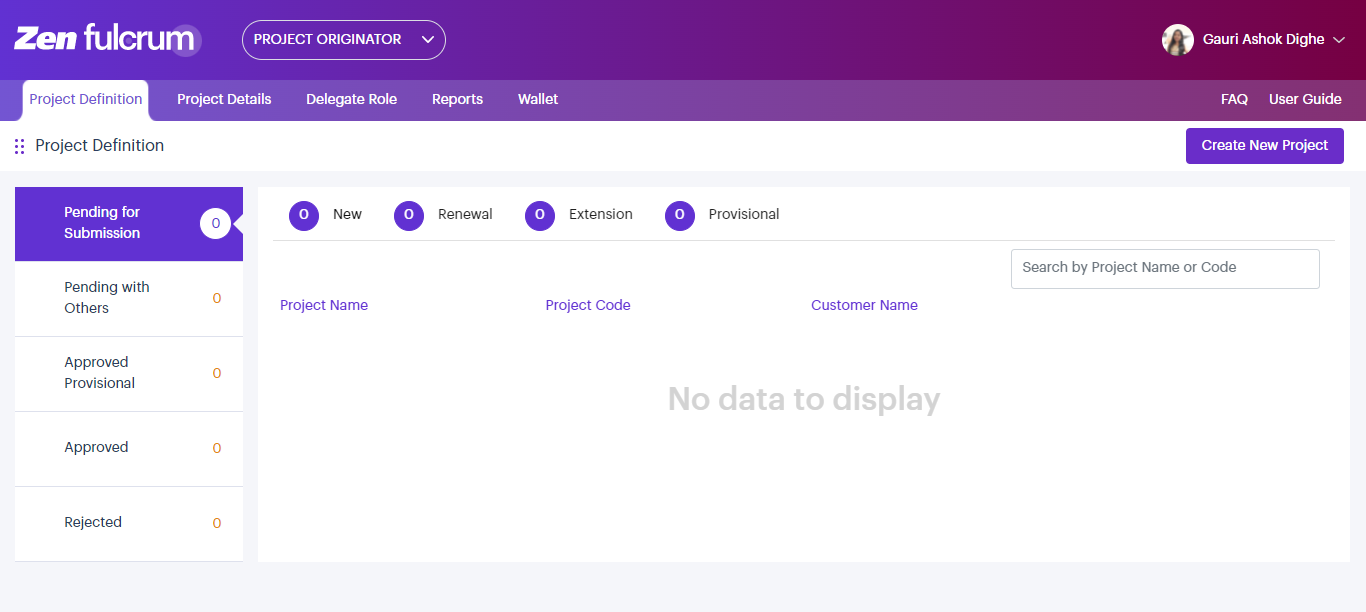 Zen fulcrum
PROJECT ORIGINATOR
Gauri Ashok Dighe
Project Definition
Project Details
Delegate Role
Reports
Wallet
FAQ
User Guide
Project Definition
Create New Project
Pending for
Submission
0
Pending with
Others
0
Approved
Provisional
0
Approved
0
Rejected
0
0 New
0 Renewal
0 Extension
0 Provisional
Search by Project Name or Code
Project Name
Project Code
Customer Name
No data to display